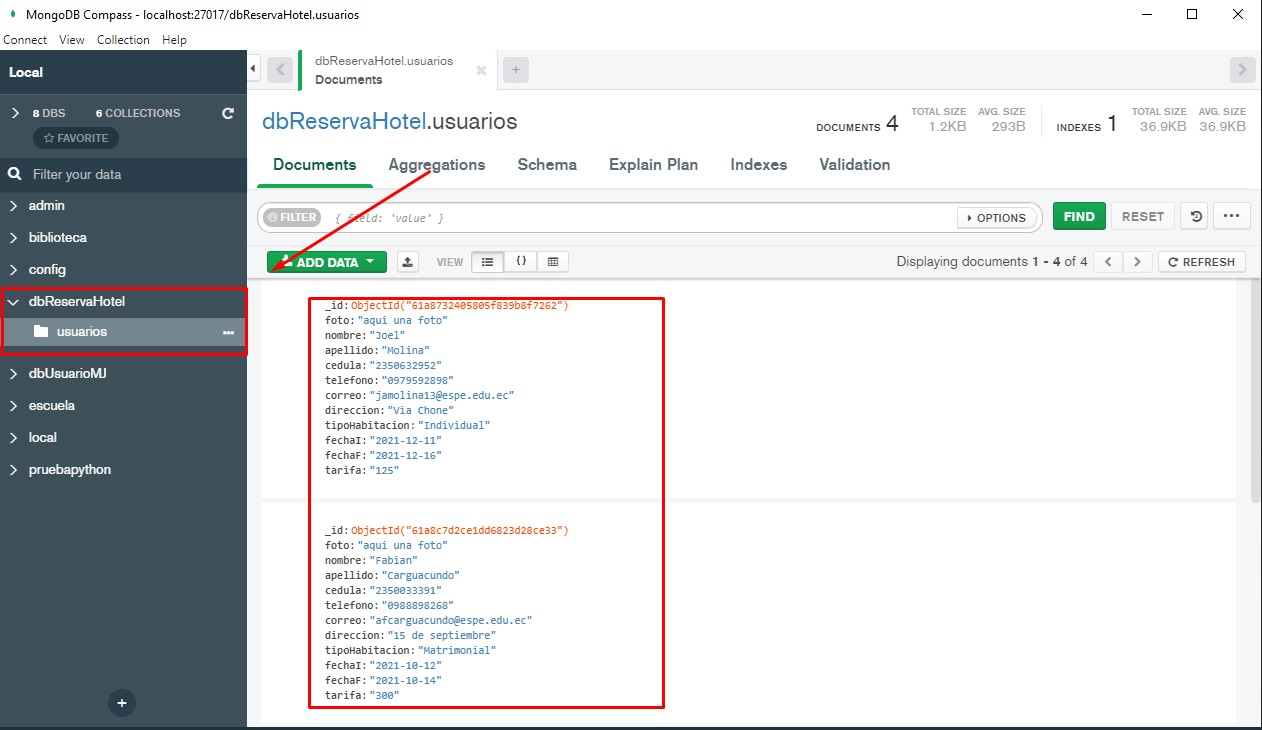 MongoDB Compass - localhost:27017/dbReservaHotel.usuarios
Connect View Collection Help
Local
8 DBS 6 COLLECTIONS
FAVORITE
Filter your data
admin
biblioteca
config
dbReservaHotel
usuarios
dbUsuarioMJ
escuela
local
pruebapython
dbReservaHotel.usuarios
Documents
dbReservaHotel.usuarios
DOCUMENTS 4
TOTAL SIZE AVG. SIZE
1.2KB 293B
INDEXES 1
TOTAL SIZE AVG. SIZE
36.9KB 36.9KB
Documents Aggregations Schema Explain Plan Indexes Validation
FILTER { field: 'value' } OPTIONS FIND RESET
ADD DATA VIEW {} Displaying documents 1 - 4 of 4 REFRESH
_id: ObjectId("61a8732405805f839b8f7262")
foto: "aqui una foto"
nombre: "Joel"
apellido: "Molina"
cedula: "2350632952"
telefono: "0979592898"
correo: "jamolina13@espe.edu.ec"
direccion: "Via Chone"
tipoHabitacion: "Individual"
fechaI: "2021-12-11"
fechaF: "2021-12-16"
tarifa: "125"
_id: ObjectId("61a8c7d2ce1dd6823d28ce33")
foto: "aqui una foto"
nombre: "Fabian"
apellido: "Carguacundo"
cedula: "2350033391"
telefono: "0988898268"
correo: "afcarguacundo@espe.edu.ec"
direccion: "15 de septiembre"
tipoHabitacion: "Matrimonial"
fechaI: "2021-10-12"
fechaF: "2021-10-14"
tarifa: "300"